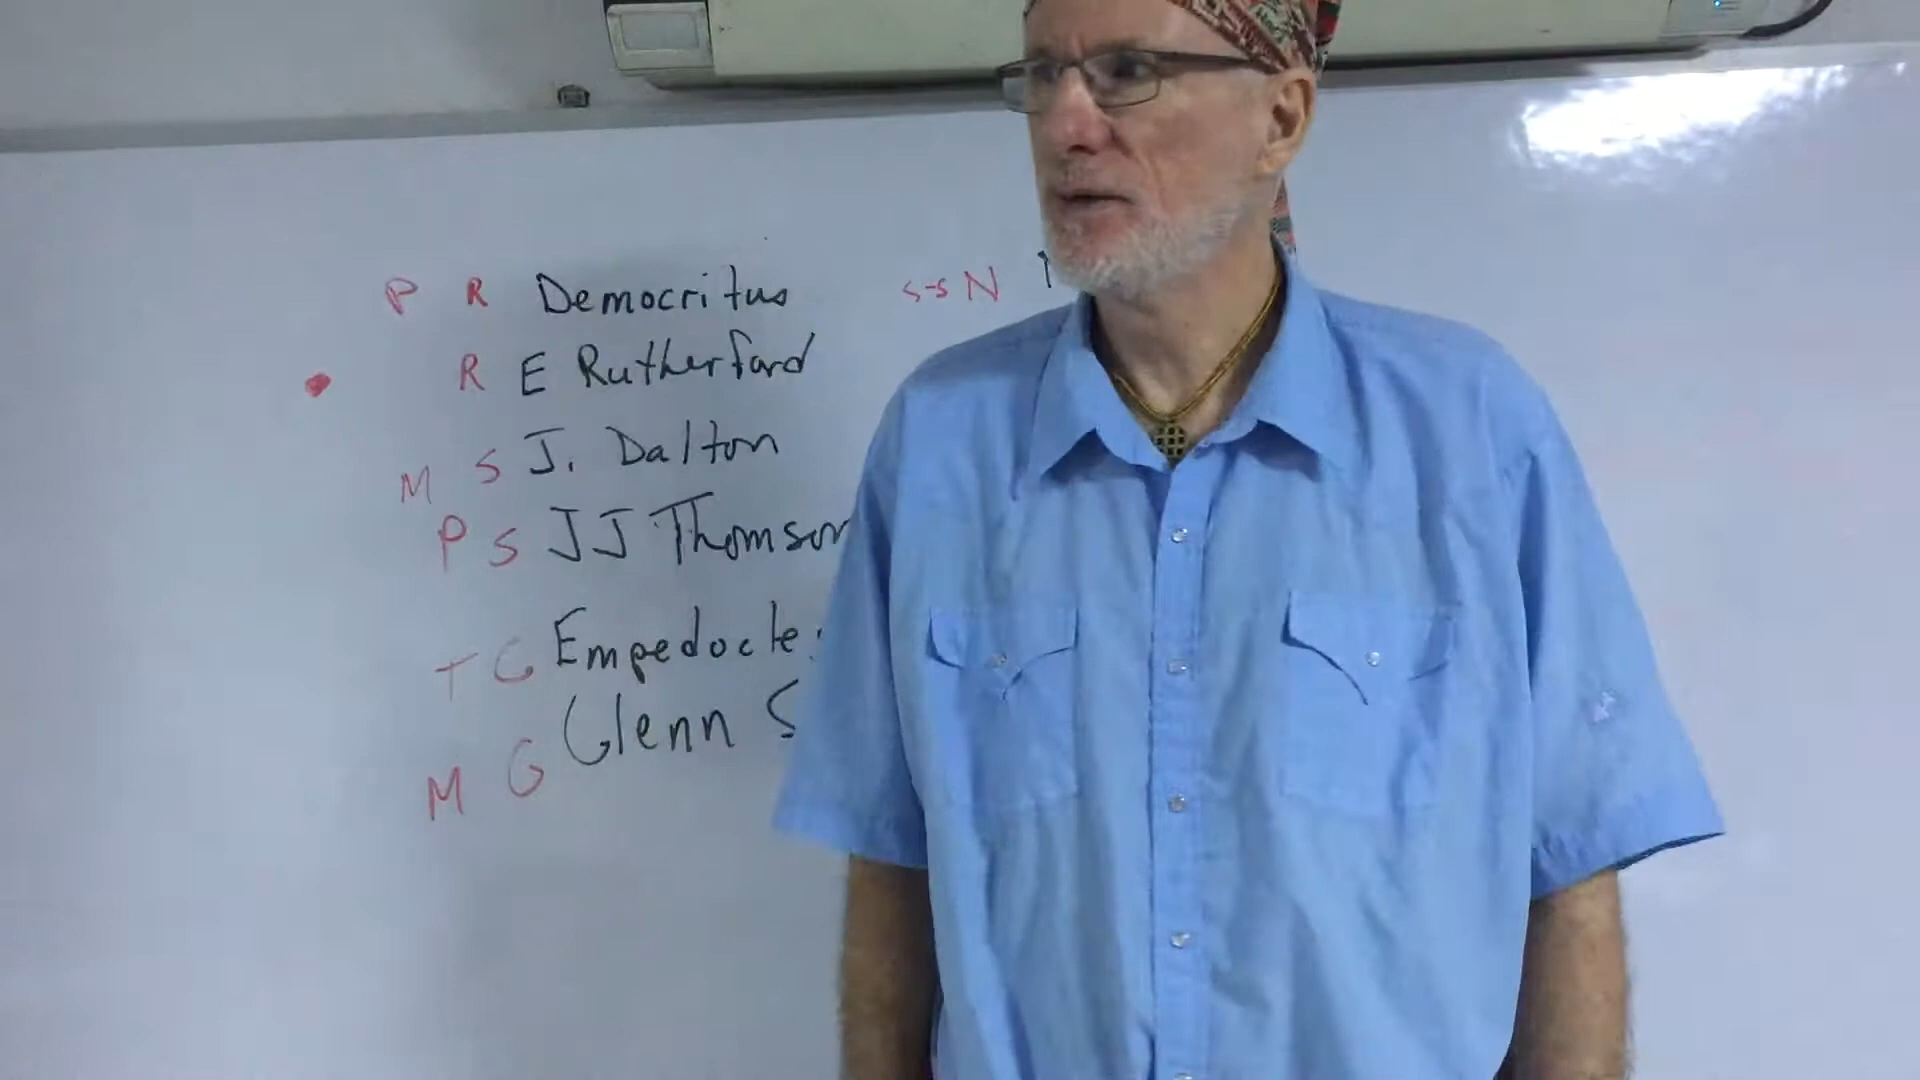 P R Democritus S-S N
R E Rutherford
M S J. Dalton
P S JJ Thomson
T G Empedocles
M G Glenn S